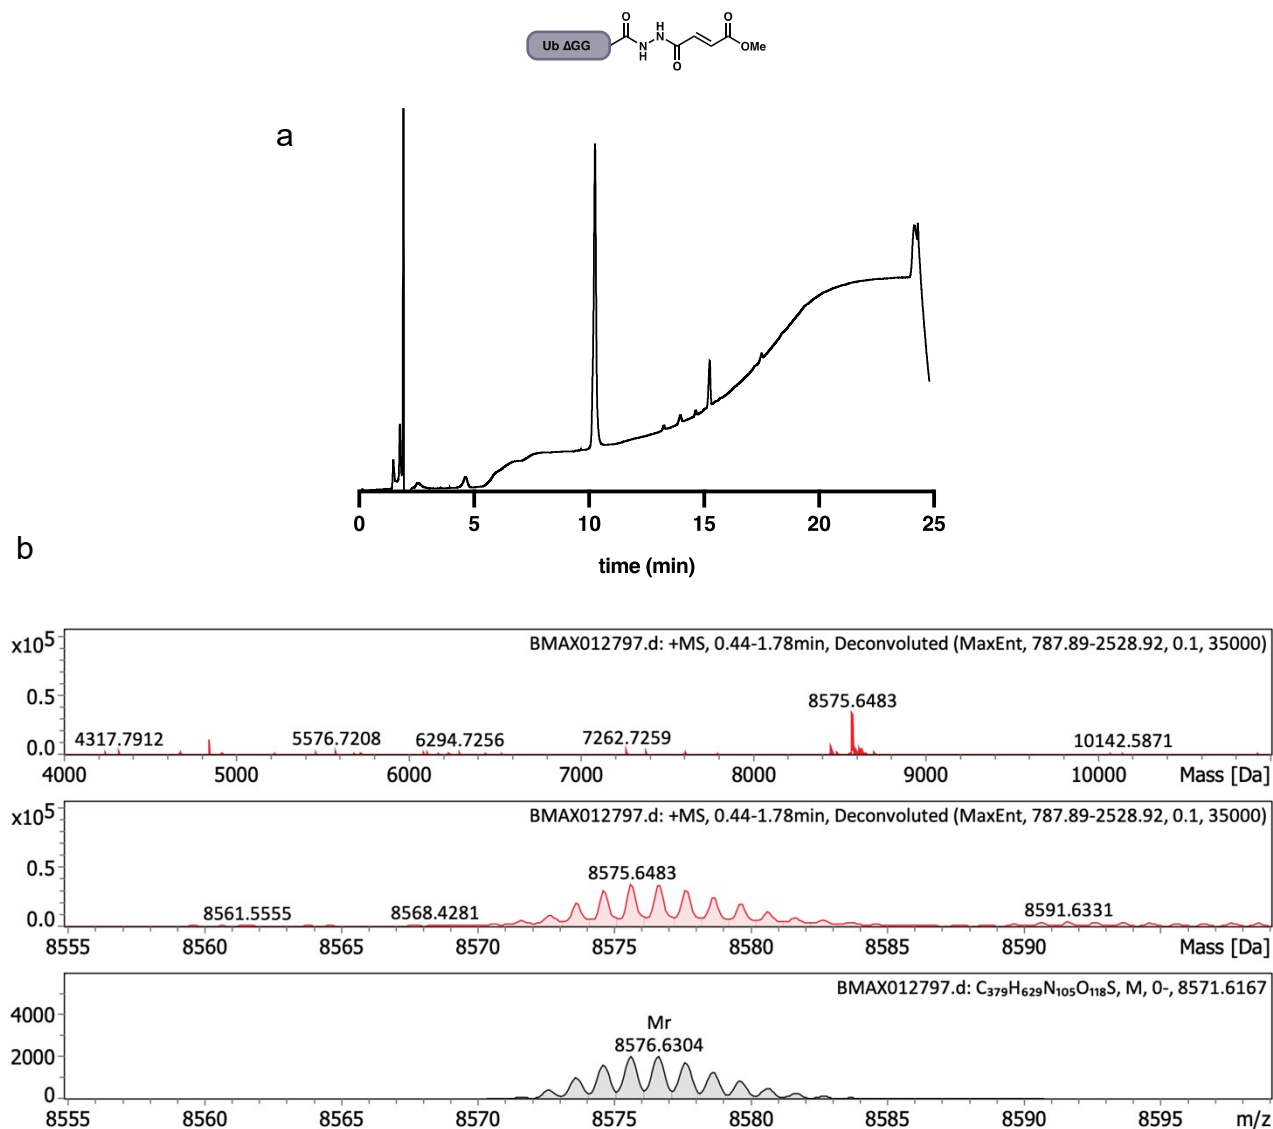 Ub ΔGG
O
H
N
N
H
O
O
OMe
a
0 5 10 15 20 25
time (min)
b
x10⁵
BMAX012797.d: +MS, 0.44-1.78min, Deconvoluted (MaxEnt, 787.89-2528.92, 0.1, 35000)
0.5
8575.6483
0.0
4317.7912 5576.7208 6294.7256 7262.7259 10142.5871
4000 5000 6000 7000 8000 9000 10000 Mass [Da]
x10⁵
BMAX012797.d: +MS, 0.44-1.78min, Deconvoluted (MaxEnt, 787.89-2528.92, 0.1, 35000)
0.5
8575.6483
0.0
8561.5555 8568.4281 8591.6331
8555 8560 8565 8570 8575 8580 8585 8590 Mass [Da]
BMAX012797.d: C₃₇₉H₆₂₉N₁₀₅O₁₁₈S, M, 0-, 8571.6167
4000
Mr
8576.6304
2000
0
8555 8560 8565 8570 8575 8580 8585 8590 8595 m/z